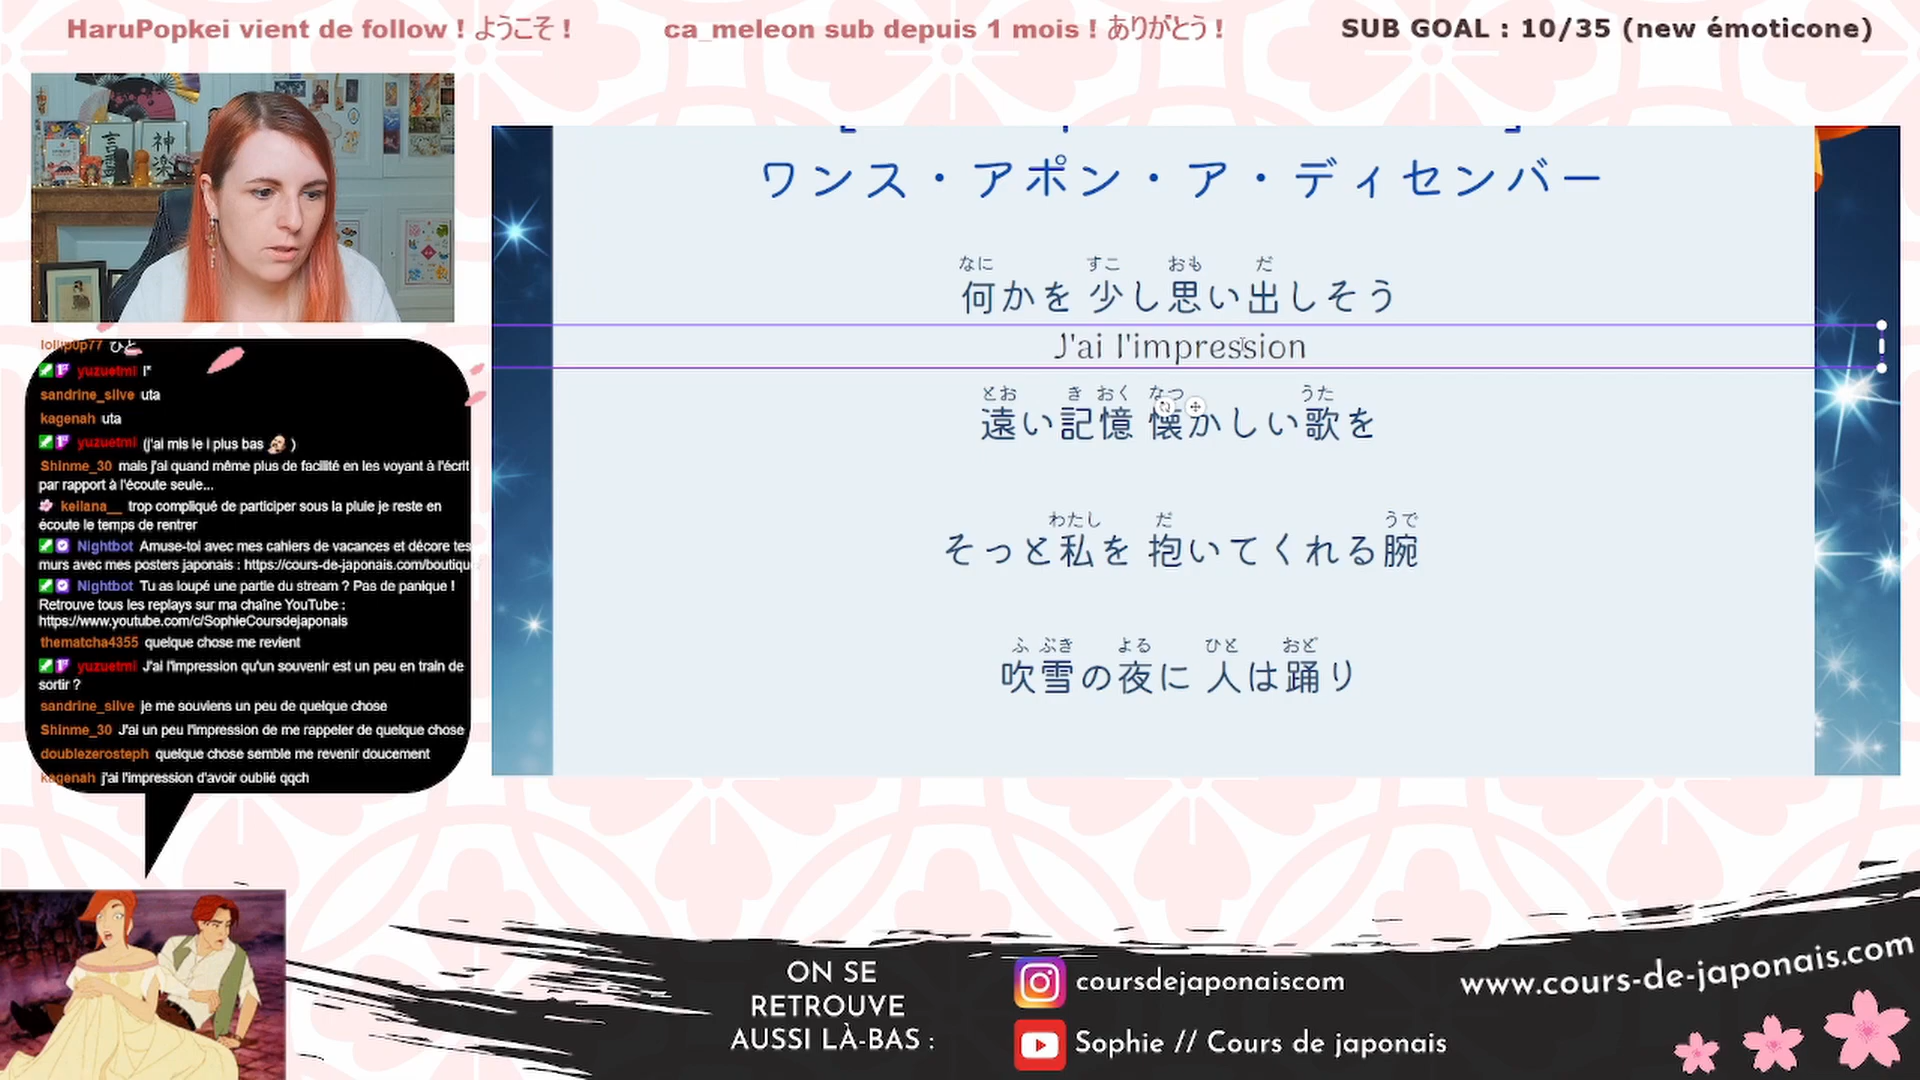 HaruPopkei vient de follow ! ようこそ !
ca_meleon sub depuis 1 mois ! ありがとう !
SUB GOAL : 10/35 (new émoticone)
言霊
神楽
ワンス・アポン・ア・ディセンバー
なに すこ おも だ
何かを 少し思い出しそう
J'ai l'impression
とお き おく なつ うた
遠い記憶 懐かしい歌を
わたし だ うで
そっと私を 抱いてくれる腕
ふ ぶき よる ひと おど
吹雪の夜に 人は踊り
lollip0p77 ひと
yuzuetmi l"
sandrine_silve uta
kagenah uta
yuzuetmi (j'ai mis le l plus bas )
Shinme_30 mais j'ai quand même plus de facilité en les voyant à l'écrit
par rapport à l'écoute seule...
keilana__ trop compliqué de participer sous la pluie je reste en
écoute le temps de rentrer
Nightbot Amuse-toi avec mes cahiers de vacances et décore tes
murs avec mes posters japonais : https://cours-de-japonais.com/boutique
Nightbot Tu as loupé une partie du stream ? Pas de panique !
Retrouve tous les replays sur ma chaîne YouTube :
https://www.youtube.com/c/SophieCoursdejaponais
thematcha4355 quelque chose me revient
yuzuetmi J'ai l'impression qu'un souvenir est un peu en train de
sortir ?
sandrine_silve je me souviens un peu de quelque chose
Shinme_30 J'ai un peu l'impression de me rappeler de quelque chose
doublezerosteph quelque chose semble me revenir doucement
kagenah j'ai l'impression d'avoir oublié qqch
ON SE
RETROUVE
AUSSI LÀ-BAS :
coursdejaponaiscom
Sophie // Cours de japonais
www.cours-de-japonais.com